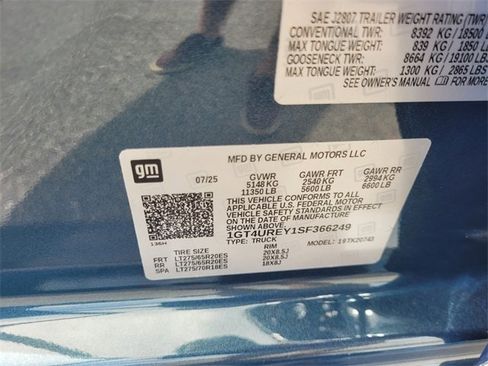 SAE J2807 TRAILER WEIGHT RATING (TWR)
CONVENTIONAL TWR: 8392 KG / 18500 L
MAX TONGUE WEIGHT: 839 KG / 1850 LB
GOOSENECK TWR: 8664 KG / 19100 LBS
MAX TONGUE WEIGHT: 1300 KG / 2865 LBS
SEE OWNER'S MANUAL FOR MORE
gm
MFD BY GENERAL MOTORS LLC
07/25 GVWR GAWR FRT GAWR RR
5148 KG 2540 KG 2994 KG
11350 LB 5600 LB 6600 LB
THIS VEHICLE CONFORMS TO ALL
APPLICABLE U.S. FEDERAL MOTOR
VEHICLE SAFETY STANDARDS IN
EFFECT ON THE DATE OF
MANUFACTURE SHOWN ABOVE.
1GT4UREY1SF366249
TYPE: TRUCK MODEL: 197K20743
136H
TIRE SIZE RIM
FRT LT275/65R20ES 20X8.5J
RR LT275/65R20ES 20X8.5J
SPA LT275/70R18ES 18X8J